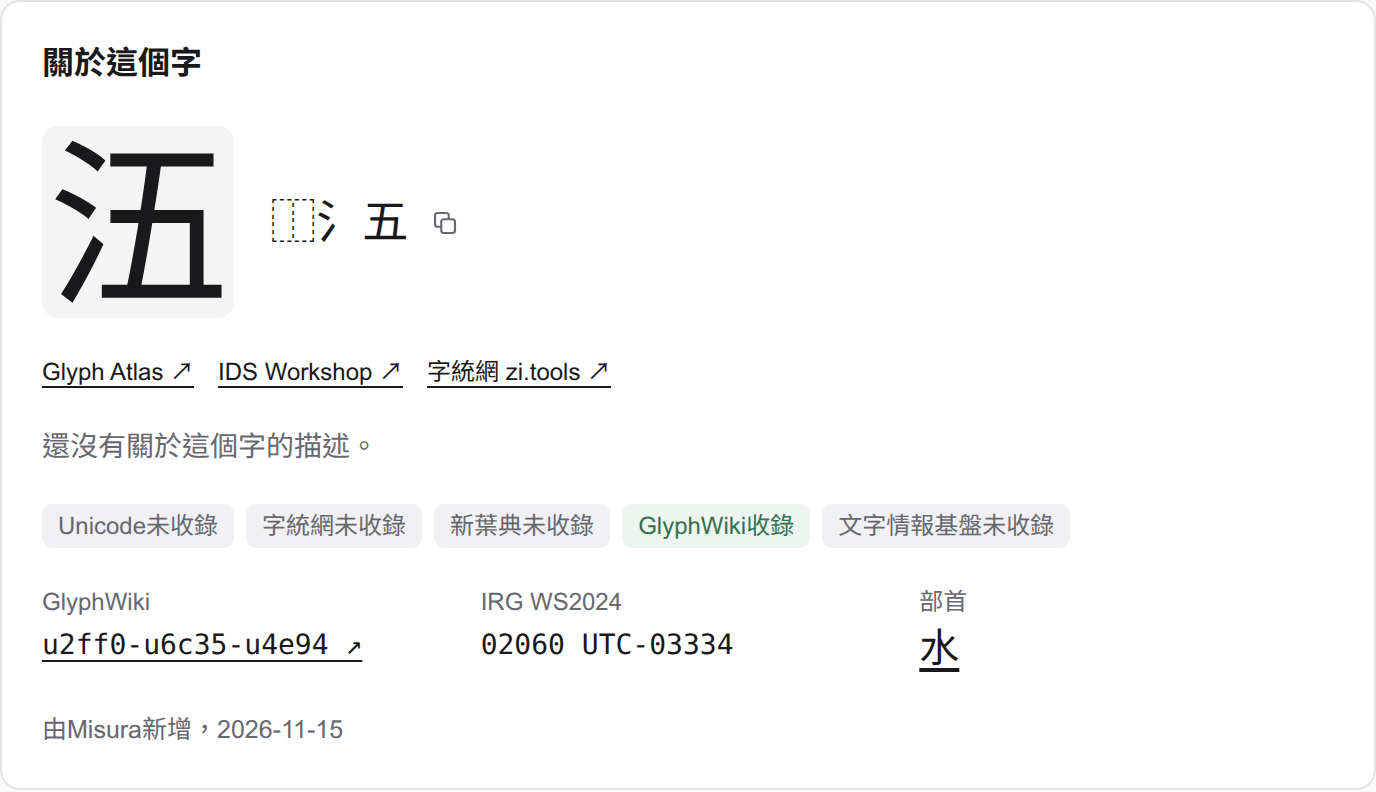 關於這個字
⿰氵五 ⿰氵五
Glyph Atlas ↗ IDS Workshop ↗ 字統網 zi.tools ↗
還沒有關於這個字的描述。
Unicode未收錄 字統網未收錄 新葉典未收錄 GlyphWiki收錄 文字情報基盤未收錄
GlyphWiki IRG WS2024 部首
u2ff0-u6c35-u4e94 ↗ 02060 UTC-03334 水
由Misura新增，2026-11-15